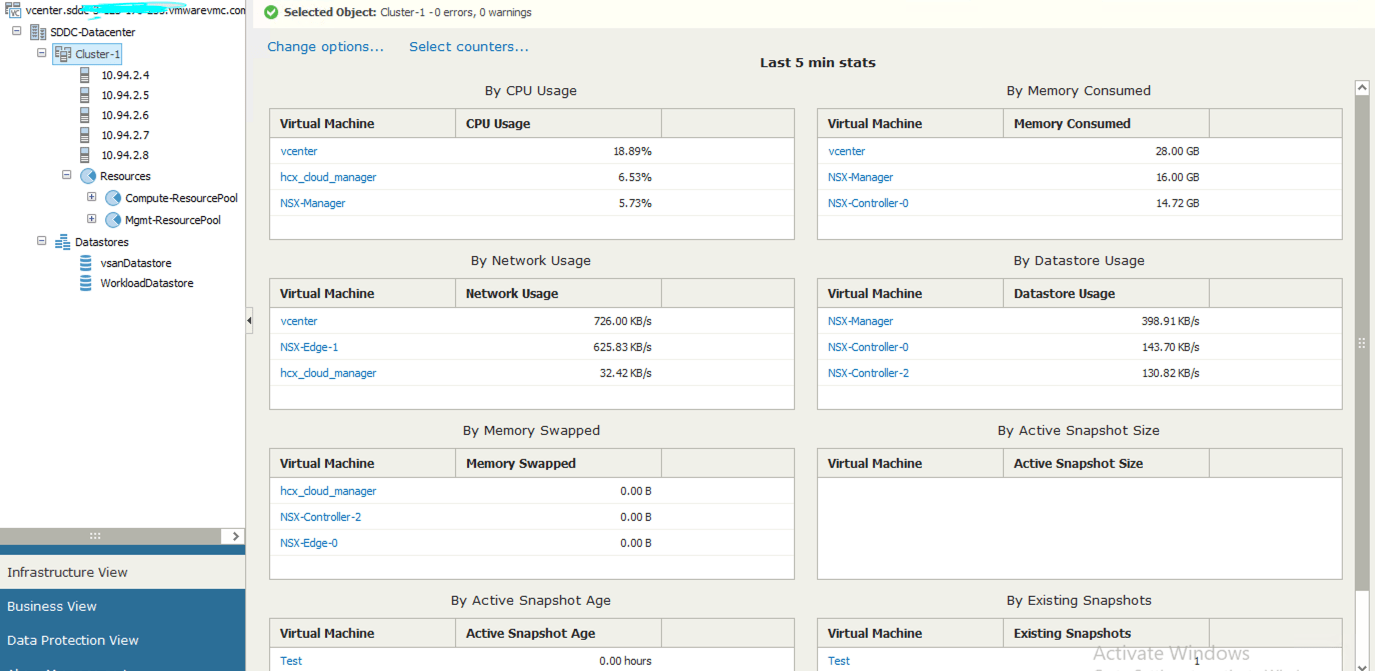 vcenter.sddc vmwarevmc.com
SDDC-Datacenter
Cluster-1
10.94.2.4
10.94.2.5
10.94.2.6
10.94.2.7
10.94.2.8
Resources
Compute-ResourcePool
Mgmt-ResourcePool
Datastores
vsanDatastore
WorkloadDatastore
Infrastructure View
Business View
Data Protection View
Selected Object: Cluster-1 - 0 errors, 0 warnings
Change options... Select counters...
Last 5 min stats
By CPU Usage
Virtual Machine CPU Usage
vcenter 18.89%
hcx_cloud_manager 6.53%
NSX-Manager 5.73%
By Memory Consumed
Virtual Machine Memory Consumed
vcenter 28.00 GB
NSX-Manager 16.00 GB
NSX-Controller-0 14.72 GB
By Network Usage
Virtual Machine Network Usage
vcenter 726.00 KB/s
NSX-Edge-1 625.83 KB/s
hcx_cloud_manager 32.42 KB/s
By Datastore Usage
Virtual Machine Datastore Usage
NSX-Manager 398.91 KB/s
NSX-Controller-0 143.70 KB/s
NSX-Controller-2 130.82 KB/s
By Memory Swapped
Virtual Machine Memory Swapped
hcx_cloud_manager 0.00 B
NSX-Controller-2 0.00 B
NSX-Edge-0 0.00 B
By Active Snapshot Size
Virtual Machine Active Snapshot Size
By Active Snapshot Age
Virtual Machine Active Snapshot Age
Test 0.00 hours
By Existing Snapshots
Virtual Machine Existing Snapshots
Test 1
Activate Windows